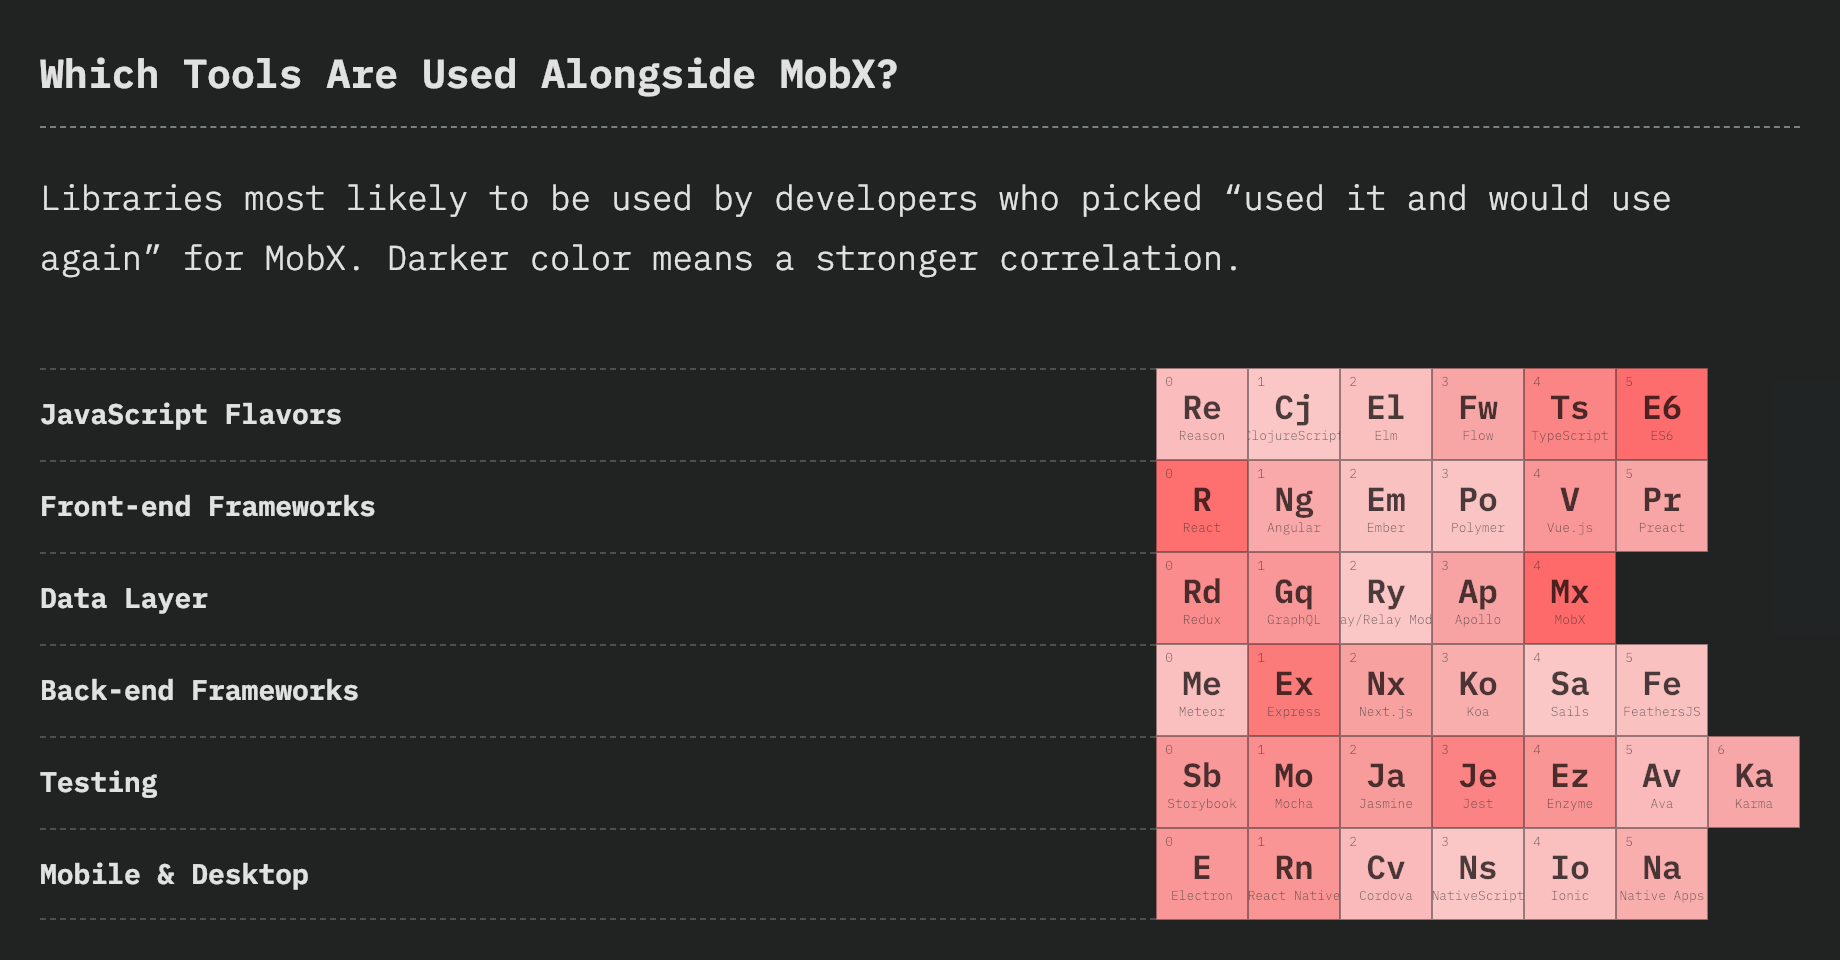 Which Tools Are Used Alongside MobX?
Libraries most likely to be used by developers who picked “used it and would use
again” for MobX. Darker color means a stronger correlation.
JavaScript Flavors
0 1 2 3 4 5
Re Cj El Fw Ts E6
Reason ClojureScript Elm Flow TypeScript ES6
Front-end Frameworks
0 1 2 3 4 5
R Ng Em Po V Pr
React Angular Ember Polymer Vue.js Preact
Data Layer
0 1 2 3 4
Rd Gq Ry Ap Mx
Redux GraphQL ay/Relay Mod Apollo MobX
Back-end Frameworks
0 1 2 3 4 5
Me Ex Nx Ko Sa Fe
Meteor Express Next.js Koa Sails FeathersJS
Testing
0 1 2 3 4 5 6
Sb Mo Ja Je Ez Av Ka
Storybook Mocha Jasmine Jest Enzyme Ava Karma
Mobile & Desktop
0 1 2 3 4 5
E Rn Cv Ns Io Na
Electron React Native Cordova NativeScript Ionic Native Apps